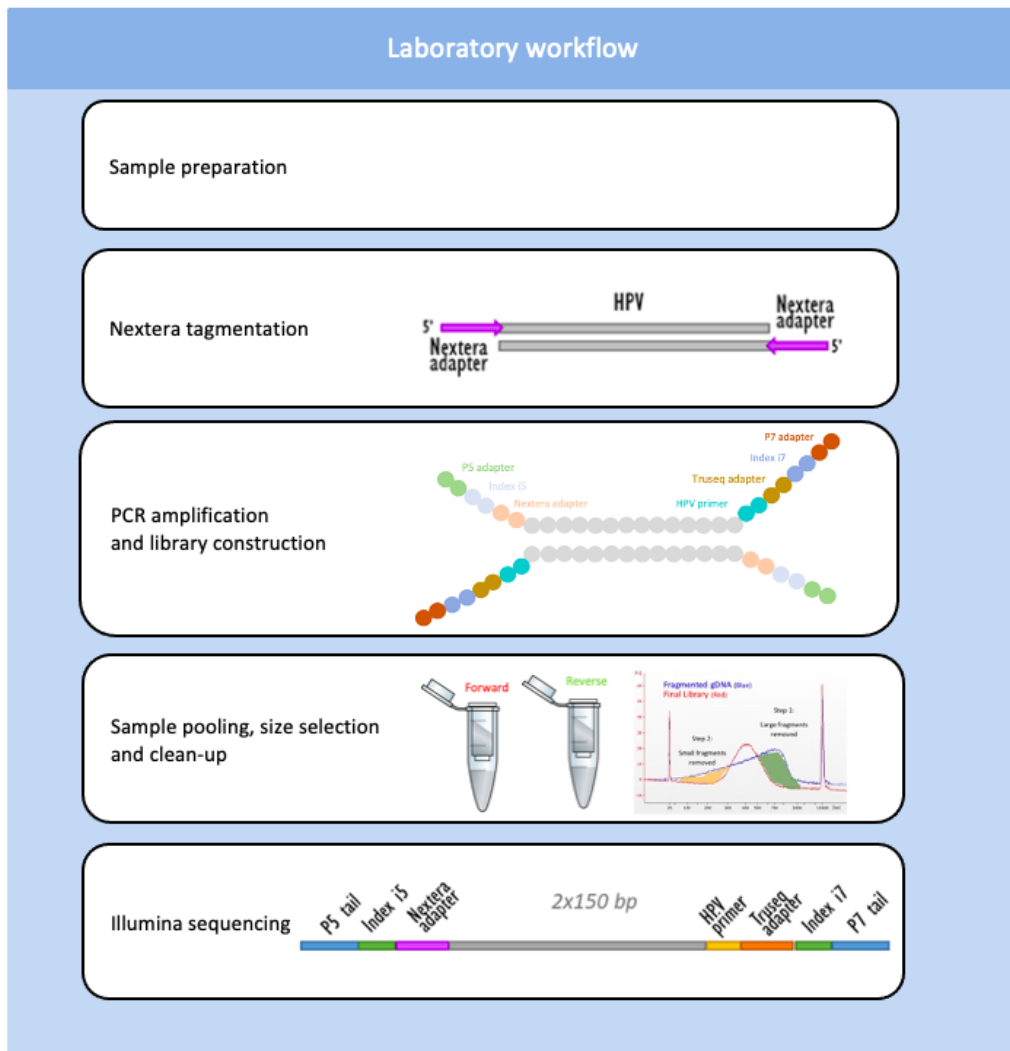 Laboratory workflow
Sample preparation
Nextera tagmentation
HPV
Nextera
adapter
5'
5'
Nextera
adapter
PCR amplification
and library construction
P7 adapter
Index i7
Truseq adapter
HPV primer
P5 adapter
Index i5
Nextera adapter
Sample pooling, size selection
and clean-up
Forward
Reverse
Fragmented gDNA (Blue)
Final Library (Red)
Step 1:
Large fragments
removed
Step 2:
Small fragments
removed
Illumina sequencing
P5 tail
Index i5
Nextera
adapter
2x150 bp
HPV
primer
Truseq
adapter
Index i7
P7 tail